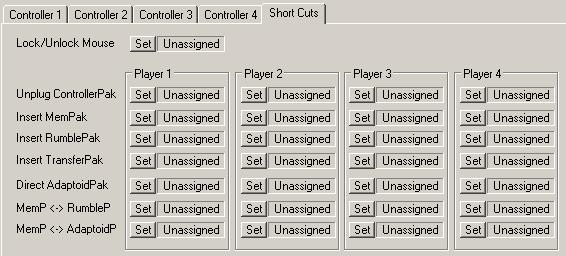 Controller 1 Controller 2 Controller 3 Controller 4 Short Cuts
Lock/Unlock Mouse Set Unassigned
Player 1 Player 2 Player 3 Player 4
Unplug ControllerPak Set Unassigned Set Unassigned Set Unassigned Set Unassigned
Insert MemPak Set Unassigned Set Unassigned Set Unassigned Set Unassigned
Insert RumblePak Set Unassigned Set Unassigned Set Unassigned Set Unassigned
Insert TransferPak Set Unassigned Set Unassigned Set Unassigned Set Unassigned
Direct AdaptoidPak Set Unassigned Set Unassigned Set Unassigned Set Unassigned
MemP <-> RumbleP Set Unassigned Set Unassigned Set Unassigned Set Unassigned
MemP <-> AdaptoidP Set Unassigned Set Unassigned Set Unassigned Set Unassigned